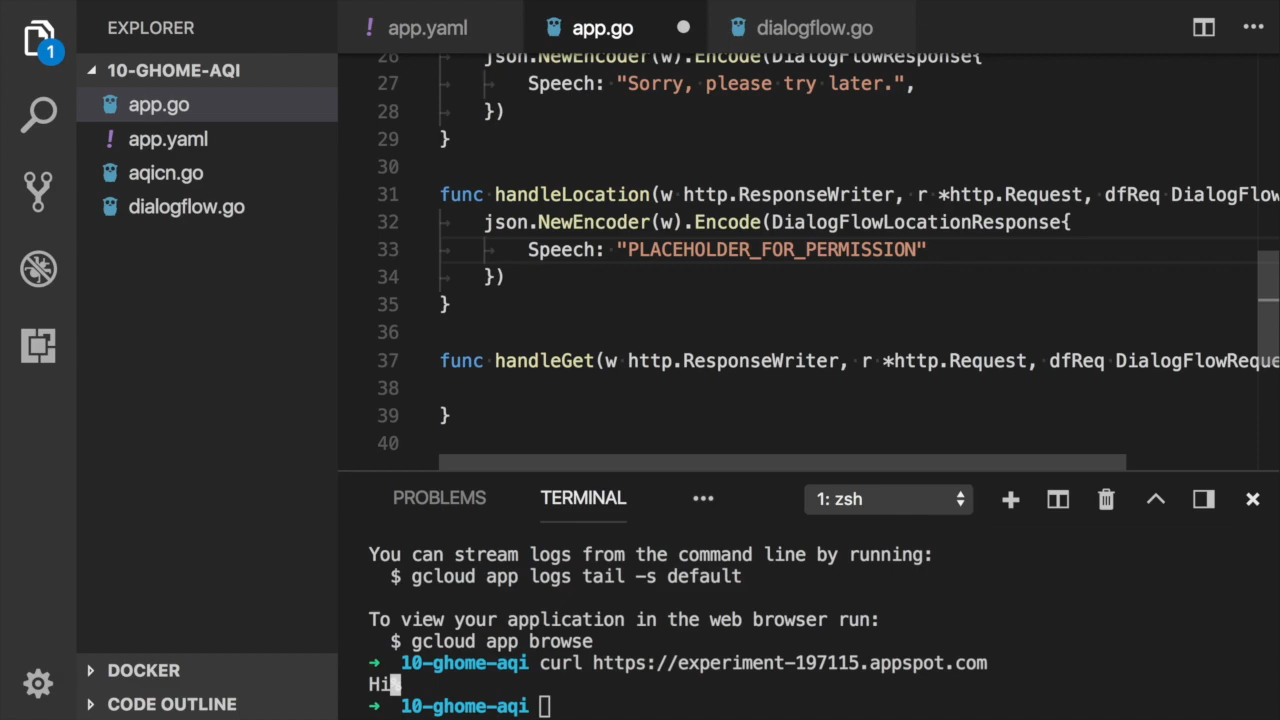 EXPLORER
! app.yaml
app.go
dialogflow.go
1
10-GHOME-AQI
app.go
! app.yaml
aqicn.go
dialogflow.go
26 json.NewEncoder(w).Encode(DialogFlowResponse{
27 Speech: "Sorry, please try later.",
28 })
29 }
30
31 func handleLocation(w http.ResponseWriter, r *http.Request, dfReq DialogFlow
32 json.NewEncoder(w).Encode(DialogFlowLocationResponse{
33 Speech: "PLACEHOLDER_FOR_PERMISSION"
34 })
35 }
36
37 func handleGet(w http.ResponseWriter, r *http.Request, dfReq DialogFlowReque
38
39 }
40
PROBLEMS TERMINAL ••• 1: zsh
You can stream logs from the command line by running:
$ gcloud app logs tail -s default
To view your application in the web browser run:
$ gcloud app browse
➜ 10-ghome-aqi curl https://experiment-197115.appspot.com
Hi%
➜ 10-ghome-aqi
DOCKER
CODE OUTLINE